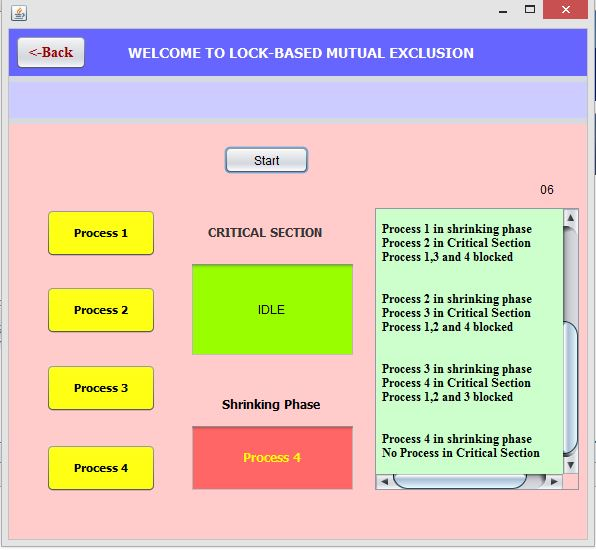 <-Back
WELCOME TO LOCK-BASED MUTUAL EXCLUSION
Start
06
Process 1
Process 2
Process 3
Process 4
CRITICAL SECTION
IDLE
Shrinking Phase
Process 4
Process 1 in shrinking phase
Process 2 in Critical Section
Process 1,3 and 4 blocked
Process 2 in shrinking phase
Process 3 in Critical Section
Process 1,2 and 4 blocked
Process 3 in shrinking phase
Process 4 in Critical Section
Process 1,2 and 3 blocked
Process 4 in shrinking phase
No Process in Critical Section